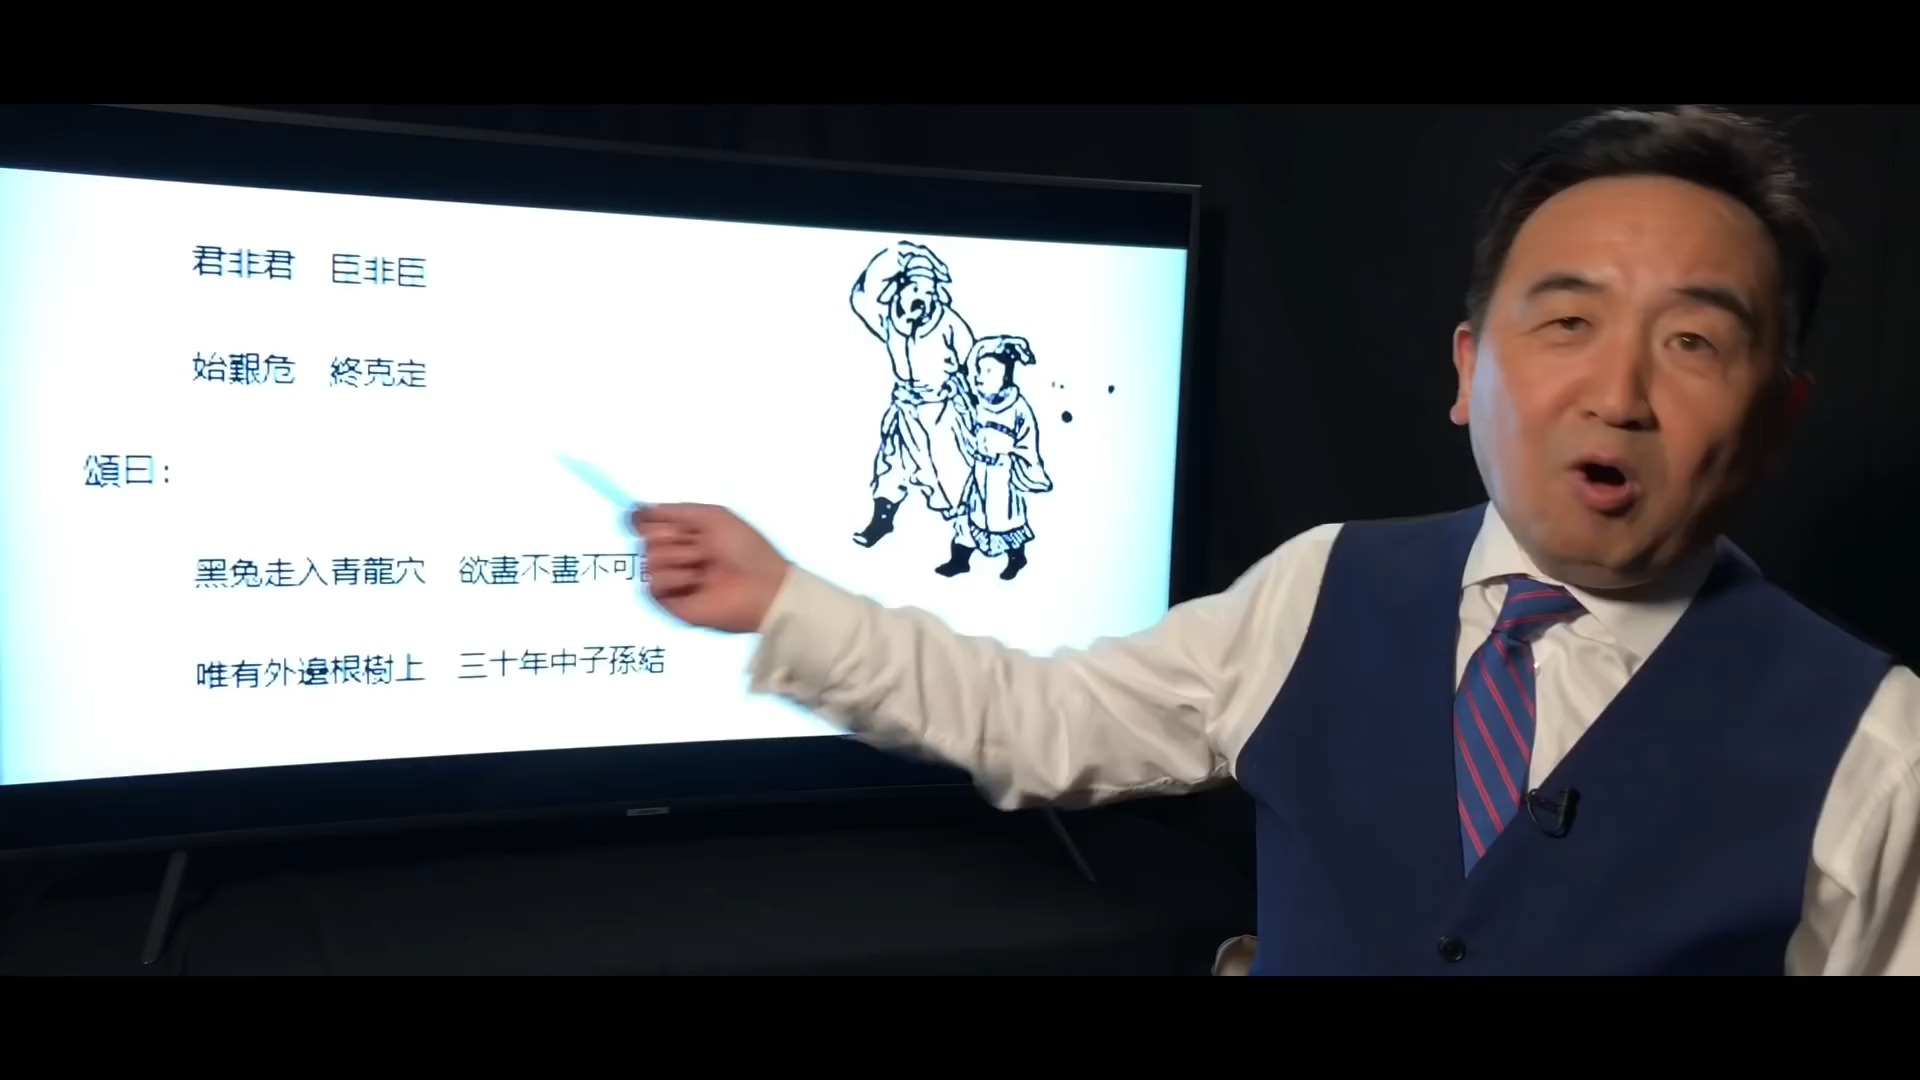 君非君 臣非臣
始艱危 終克定
頌曰:
黑兔走入青龍穴 欲盡不盡不可
唯有外邊根樹上 三十年中子孫結